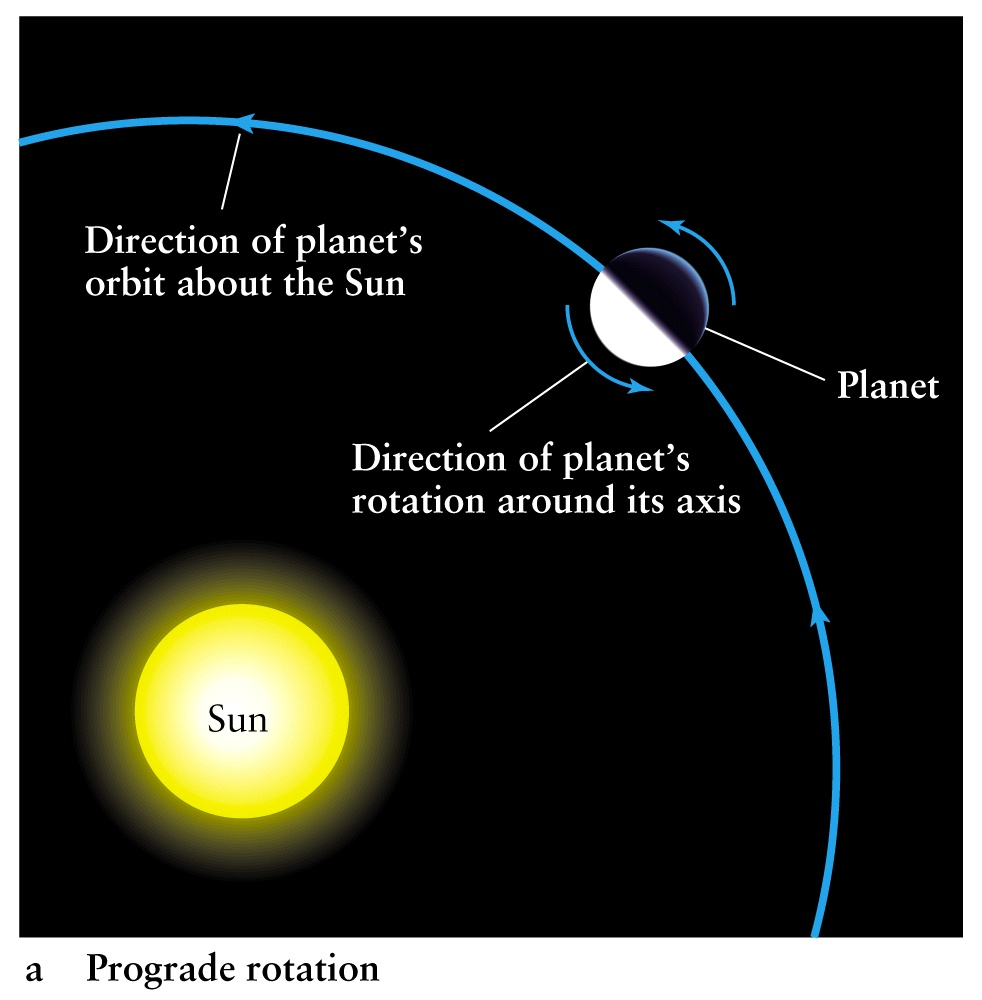 Direction of planet’s
orbit about the Sun
Planet
Direction of planet’s
rotation around its axis
Sun
a Prograde rotation